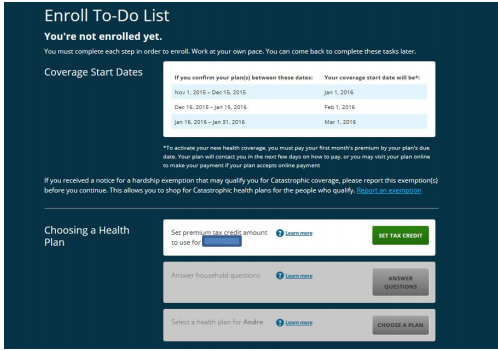 Enroll To-Do List
You're not enrolled yet.
You must complete each step in order to enroll. Work at your own pace. You can come back to complete these tasks later.
Coverage Start Dates
If you confirm your plan(s) between these dates: Your coverage start date will be*:
Nov 1, 2015 – Dec 15, 2015 Jan 1, 2016
Dec 16, 2015 – Jan 15, 2016 Feb 1, 2016
Jan 16, 2016 – Jan 31, 2016 Mar 1, 2016
*To activate your new health coverage, you must pay your first month's premium by your plan's due
date. Your plan will contact you in the next few days on how to pay, or you may visit your plan online
to make your payment if your plan accepts online payment
If you received a notice for a hardship exemption that may qualify you for Catastrophic coverage, please report this exemption(s)
before you continue. This allows you to shop for Catastrophic health plans for the people who qualify. Report an exemption
Choosing a Health
Plan
Set premium tax credit amount
to use for
? Learn more
SET TAX CREDIT
Answer household questions
? Learn more
ANSWER
QUESTIONS
Select a health plan for Andre
? Learn more
CHOOSE A PLAN